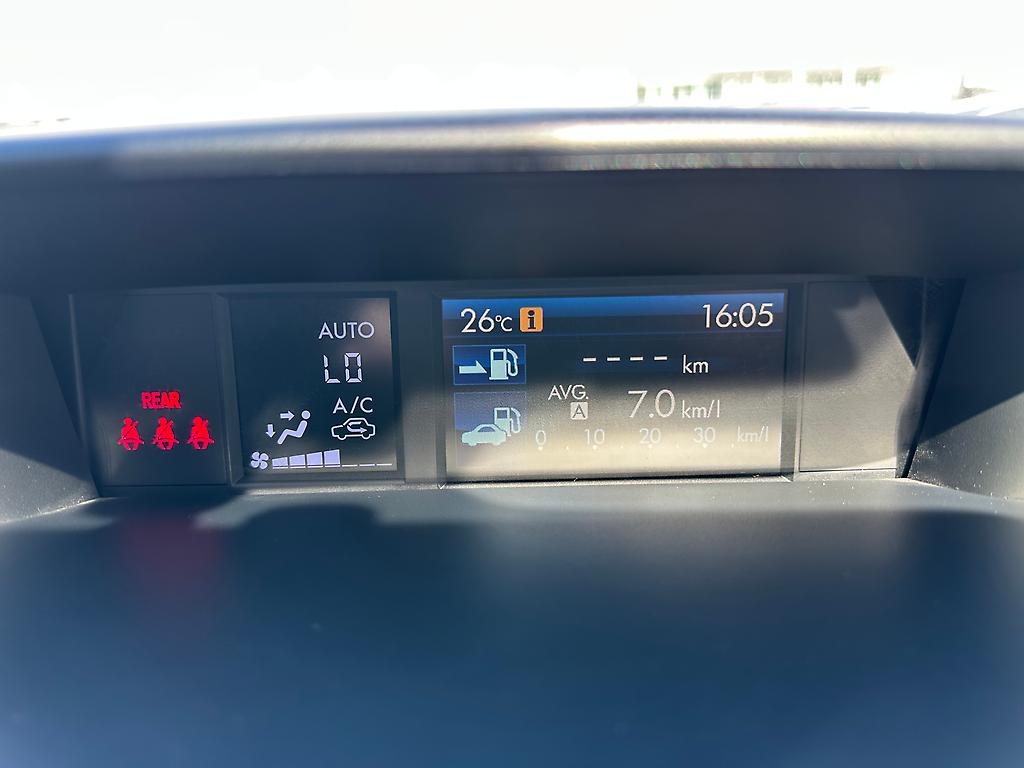 REAR
AUTO
LO
A/C
26°C i 16:05
---- km
AVG.
A 7.0 km/l
0 10 20 30 km/l